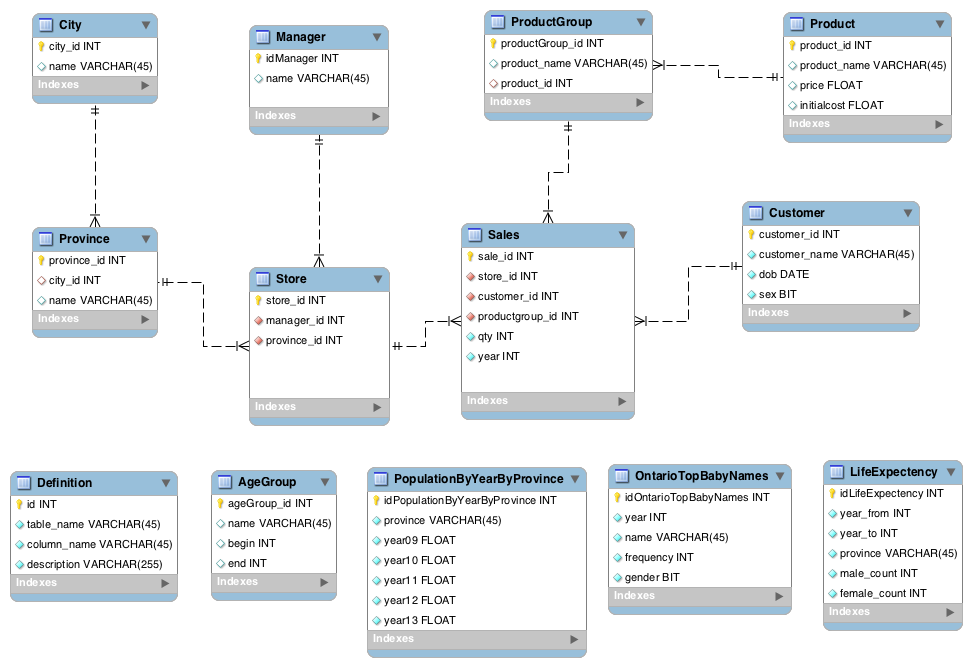 City
city_id INT
name VARCHAR(45)
Indexes
Manager
idManager INT
name VARCHAR(45)
Indexes
ProductGroup
productGroup_id INT
product_name VARCHAR(45)
product_id INT
Indexes
Product
product_id INT
product_name VARCHAR(45)
price FLOAT
initialcost FLOAT
Indexes
Province
province_id INT
city_id INT
name VARCHAR(45)
Indexes
Store
store_id INT
manager_id INT
province_id INT
Indexes
Sales
sale_id INT
store_id INT
customer_id INT
productgroup_id INT
qty INT
year INT
Indexes
Customer
customer_id INT
customer_name VARCHAR(45)
dob DATE
sex BIT
Indexes
Definition
id INT
table_name VARCHAR(45)
column_name VARCHAR(45)
description VARCHAR(255)
Indexes
AgeGroup
ageGroup_id INT
name VARCHAR(45)
begin INT
end INT
Indexes
PopulationByYearByProvince
idPopulationByYearByProvince INT
province VARCHAR(45)
year09 FLOAT
year10 FLOAT
year11 FLOAT
year12 FLOAT
year13 FLOAT
Indexes
OntarioTopBabyNames
idOntarioTopBabyNames INT
year INT
name VARCHAR(45)
frequency INT
gender BIT
Indexes
LifeExpectency
idLifeExpectency INT
year_from INT
year_to INT
province VARCHAR(45)
male_count INT
female_count INT
Indexes